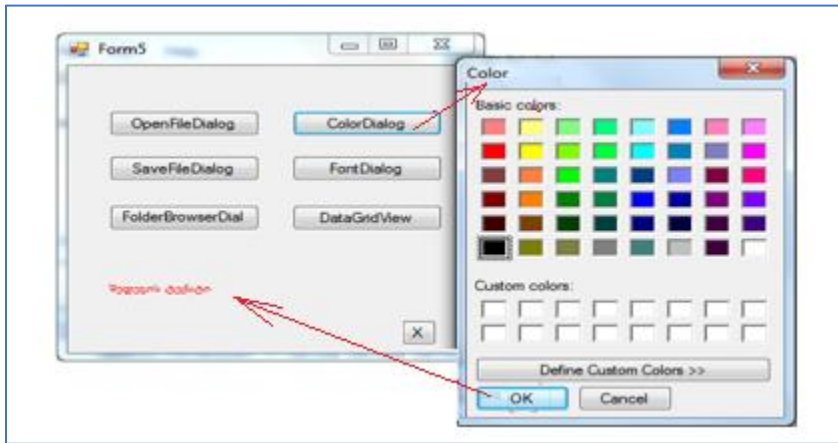 Form5
OpenFileDialog
ColorDialog
SaveFileDialog
FontDialog
FolderBrowserDial
DataGridView
X
Color
Basic colors:
Custom colors:
Define Custom Colors >>
OK
Cancel